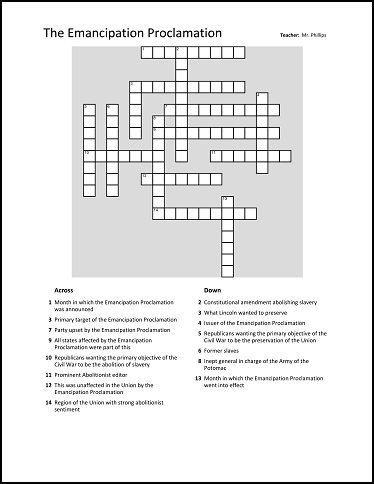 The Emancipation Proclamation
Teacher: Mr. Phillips
1
2
3
4
5
6
7
8
9
10
11
12
13
14
Across
1 Month in which the Emancipation Proclamation
was announced
3 Primary target of the Emancipation Proclamation
7 Party upset by the Emancipation Proclamation
9 All states affected by the Emancipation
Proclamation were part of this
10 Republicans wanting the primary objective of the
Civil War to be the abolition of slavery
11 Prominent Abolitionist editor
12 This was unaffected in the Union by the
Emancipation Proclamation
14 Region of the Union with strong abolitionist
sentiment
Down
2 Constitutional amendment abolishing slavery
3 What Lincoln wanted to preserve
4 Issuer of the Emancipation Proclamation
5 Republicans wanting the primary objective of the
Civil War to be the preservation of the Union
6 Former slaves
8 Inept general in charge of the Army of the
Potomac
13 Month in which the Emancipation Proclamation
went into effect